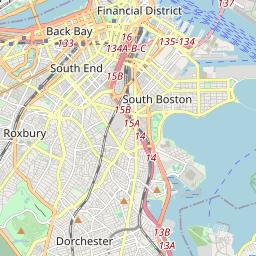 Financial District
137
Back Bay
16
133
134A-B-C
135-134
South End
15B
South Boston
15B
15A
Roxbury
14
14
13B
Dorchester
13A